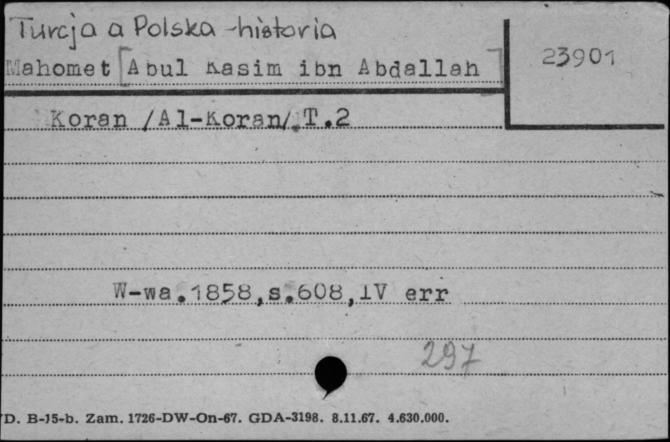 Turcja a Polska - historia
Mahomet [Abul Kasim ibn Abdallah]
23901
Koran /Al-Koran/ T.2
W-wa.1858,s.608,IV err
297
D. B-15-b. Zam. 1726-DW-On-67. GDA-3198. 8.11.67. 4.630.000.